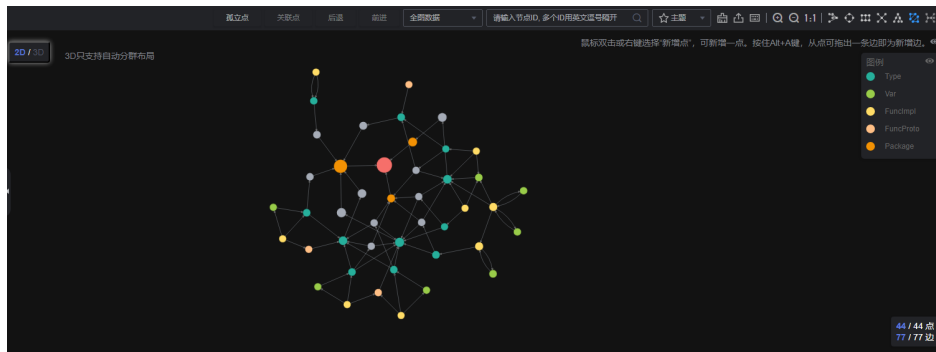 孤立点 关联点 后退 前进 全部数据 请输入节点ID, 多个ID用英文逗号隔开 主题 1:1
鼠标双击或右键选择"新增点", 可新增一点。按住Alt+A键, 从点可拖出一条边即为新增边。
2D / 3D 3D只支持自动分群布局
图例
Type
Var
FuncImpl
FuncProto
Package
44 / 44 点
77 / 77 边